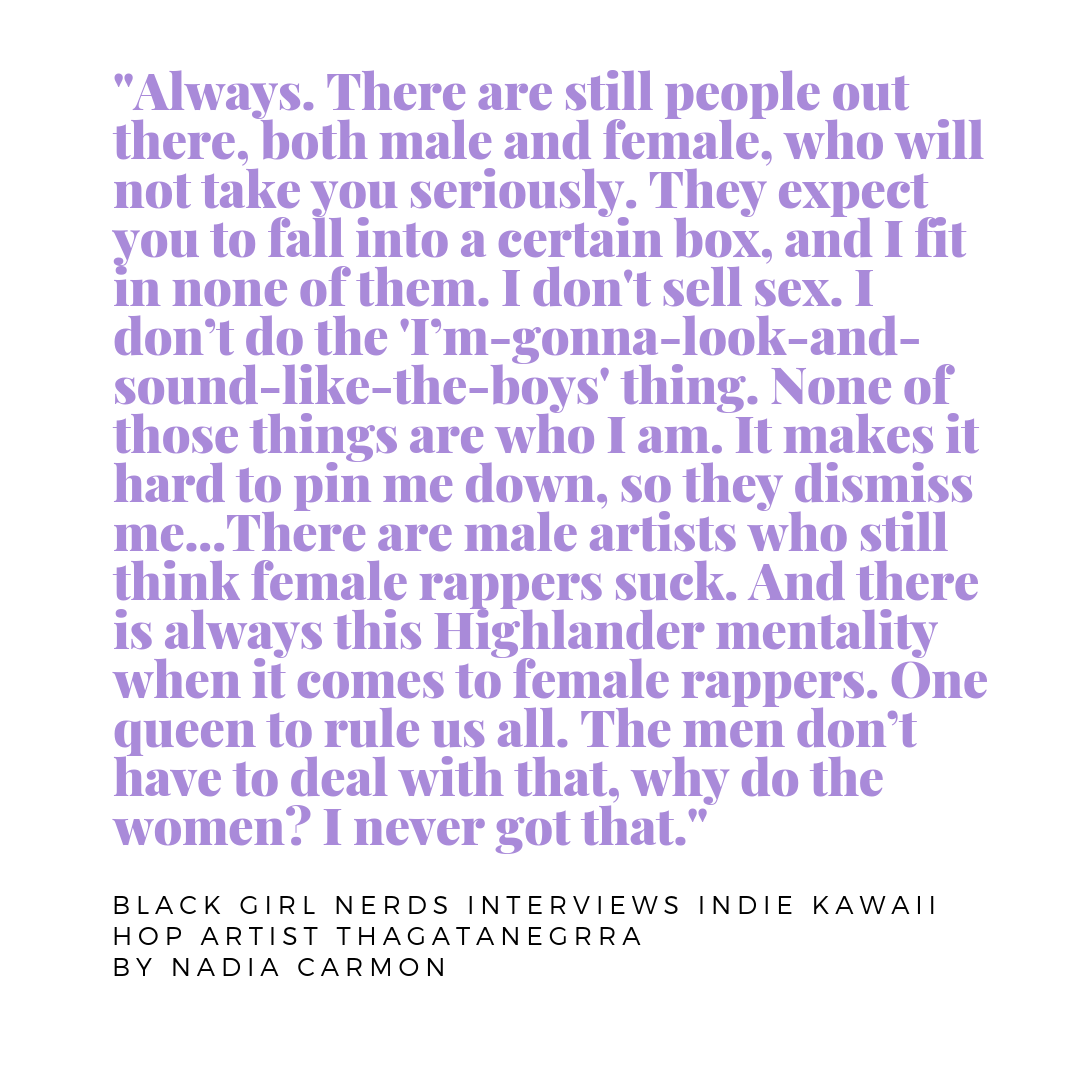 "Always. There are still people out
there, both male and female, who will
not take you seriously. They expect
you to fall into a certain box, and I fit
in none of them. I don't sell sex. I
don’t do the 'I’m-gonna-look-and-
sound-like-the-boys' thing. None of
those things are who I am. It makes it
hard to pin me down, so they dismiss
me...There are male artists who still
think female rappers suck. And there
is always this Highlander mentality
when it comes to female rappers. One
queen to rule us all. The men don’t
have to deal with that, why do the
women? I never got that."
BLACK GIRL NERDS INTERVIEWS INDIE KAWAII
HOP ARTIST THAGATANEGRRA
BY NADIA CARMON